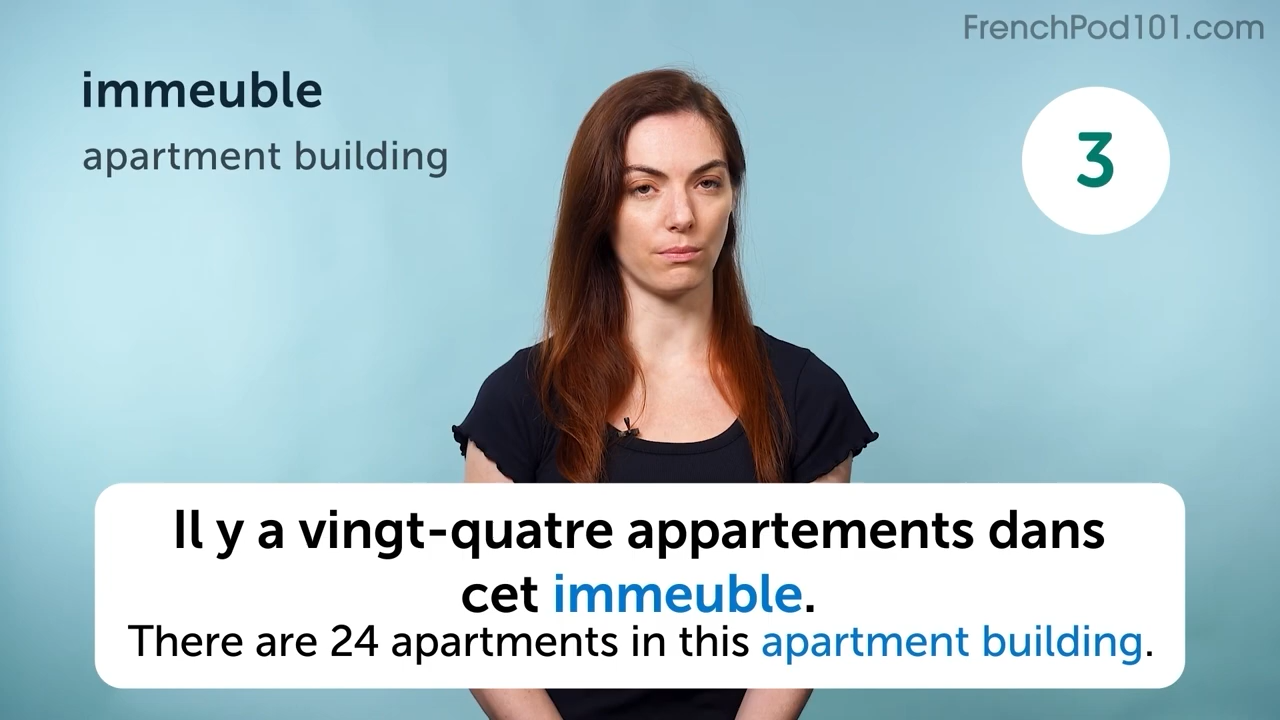 FrenchPod101.com
immeuble
apartment building
3
Il y a vingt-quatre appartements dans
cet immeuble.
There are 24 apartments in this apartment building.